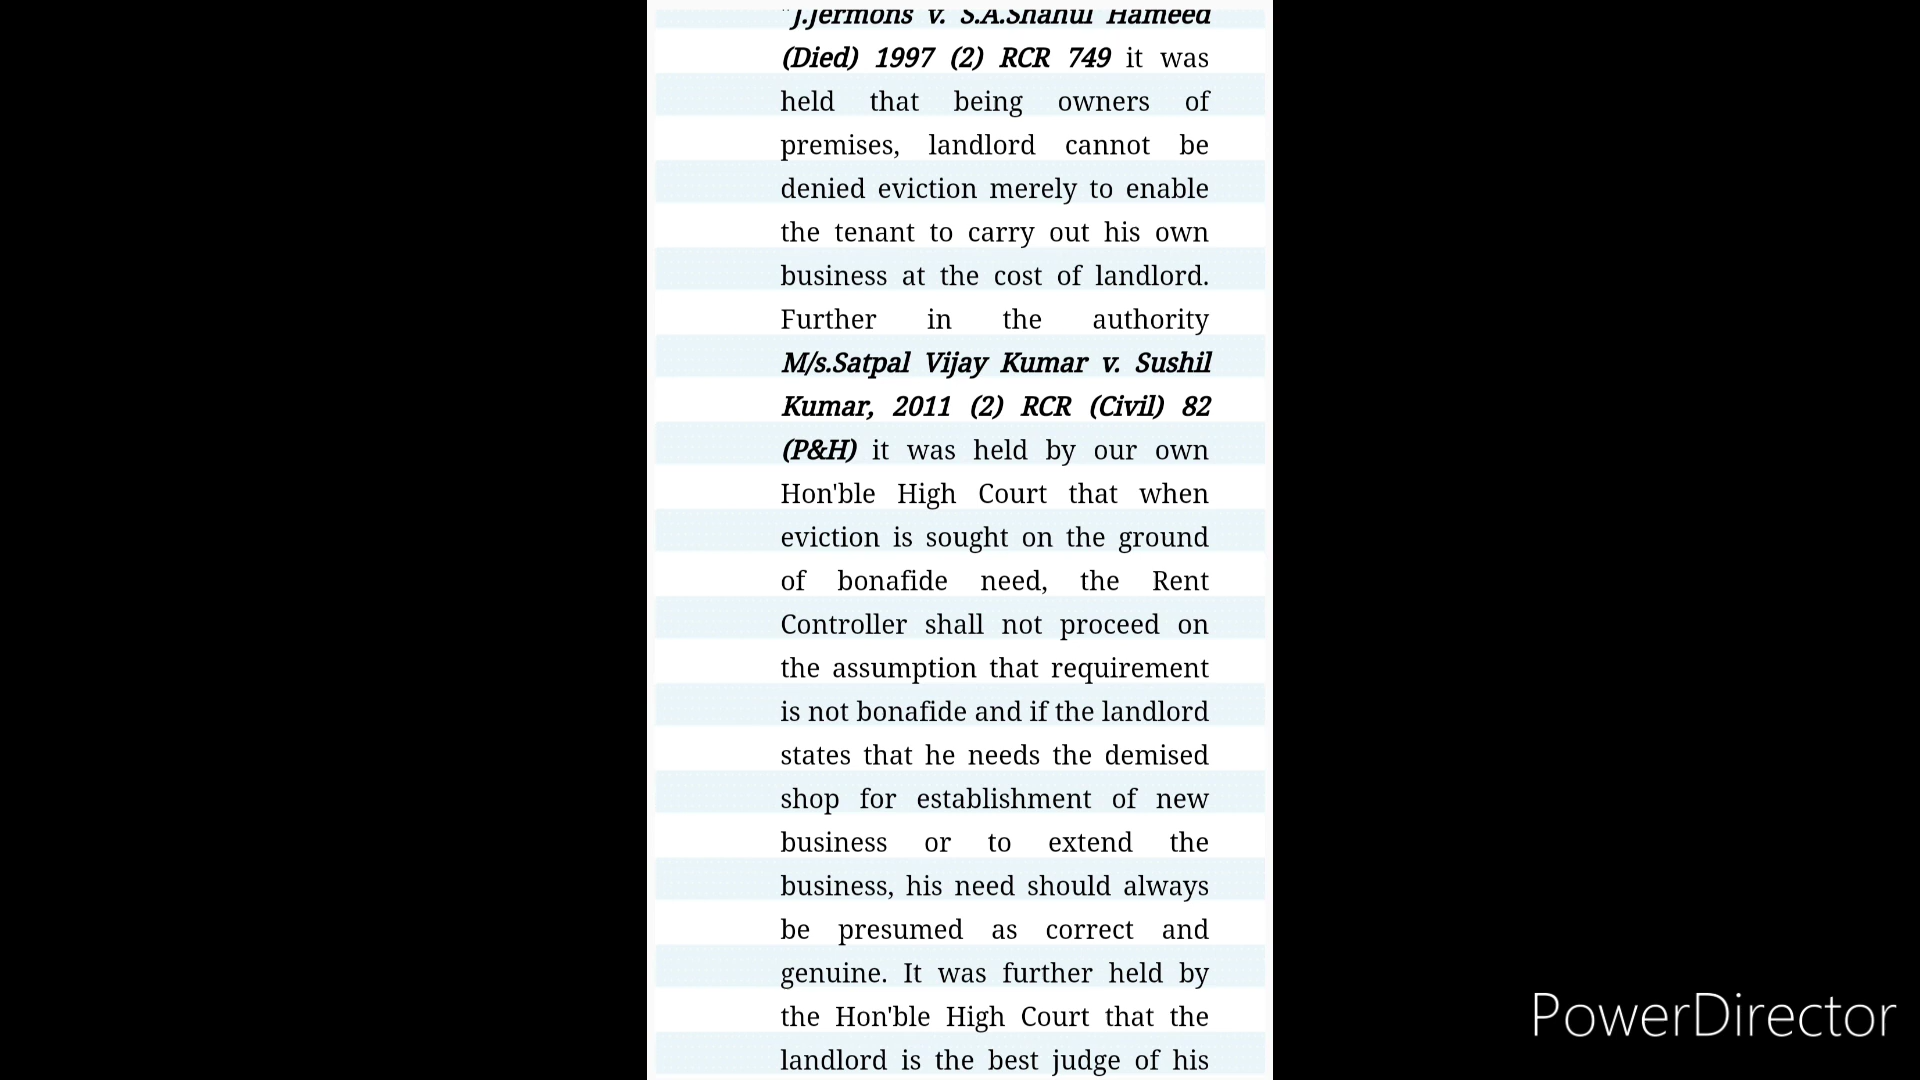 "J.Jermons v. S.A.Shahul Hameed
(Died) 1997 (2) RCR 749 it was
held that being owners of
premises, landlord cannot be
denied eviction merely to enable
the tenant to carry out his own
business at the cost of landlord.
Further in the authority
M/s.Satpal Vijay Kumar v. Sushil
Kumar, 2011 (2) RCR (Civil) 82
(P&H) it was held by our own
Hon'ble High Court that when
eviction is sought on the ground
of bonafide need, the Rent
Controller shall not proceed on
the assumption that requirement
is not bonafide and if the landlord
states that he needs the demised
shop for establishment of new
business or to extend the
business, his need should always
be presumed as correct and
genuine. It was further held by
the Hon'ble High Court that the
landlord is the best judge of his
PowerDirector